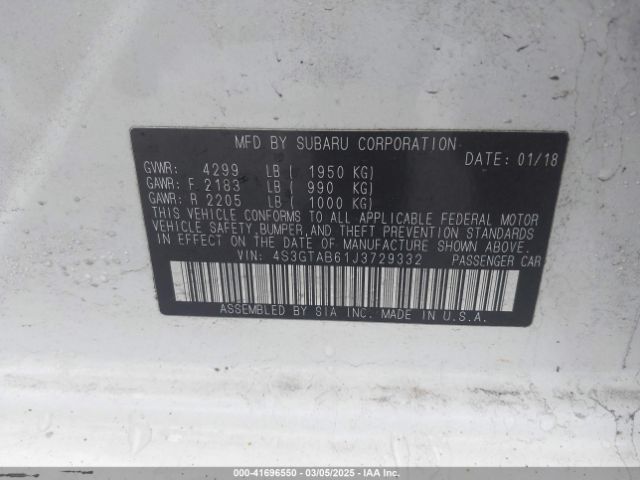 MFD BY SUBARU CORPORATION
DATE: 01/18
GVWR: 4299 LB ( 1950 KG)
GAWR: F 2183 LB ( 990 KG)
GAWR: R 2205 LB ( 1000 KG)
THIS VEHICLE CONFORMS TO ALL APPLICABLE FEDERAL MOTOR
VEHICLE SAFETY, BUMPER, AND THEFT PREVENTION STANDARDS
IN EFFECT ON THE DATE OF MANUFACTURE SHOWN ABOVE.
VIN: 4S3GTAB61J3729332 PASSENGER CAR
ASSEMBLED BY SIA INC. MADE IN U.S.A.
000-41696550 - 03/05/2025 - IAA Inc.